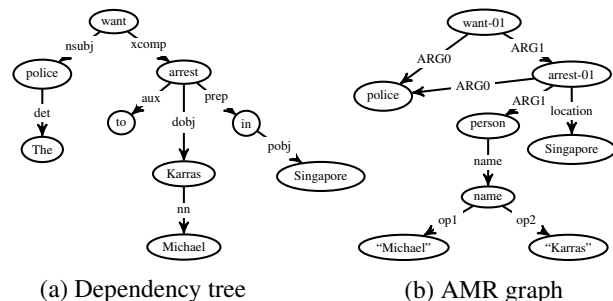 want
nsubj
xcomp
police
arrest
det
aux
dobj
prep
The
to
in
pobj
Karras
Singapore
nn
Michael
(a) Dependency tree
want-01
ARG0
ARG1
arrest-01
ARG0
police
ARG1
location
person
Singapore
name
name
op1
op2
“Michael”
“Karras”
(b) AMR graph